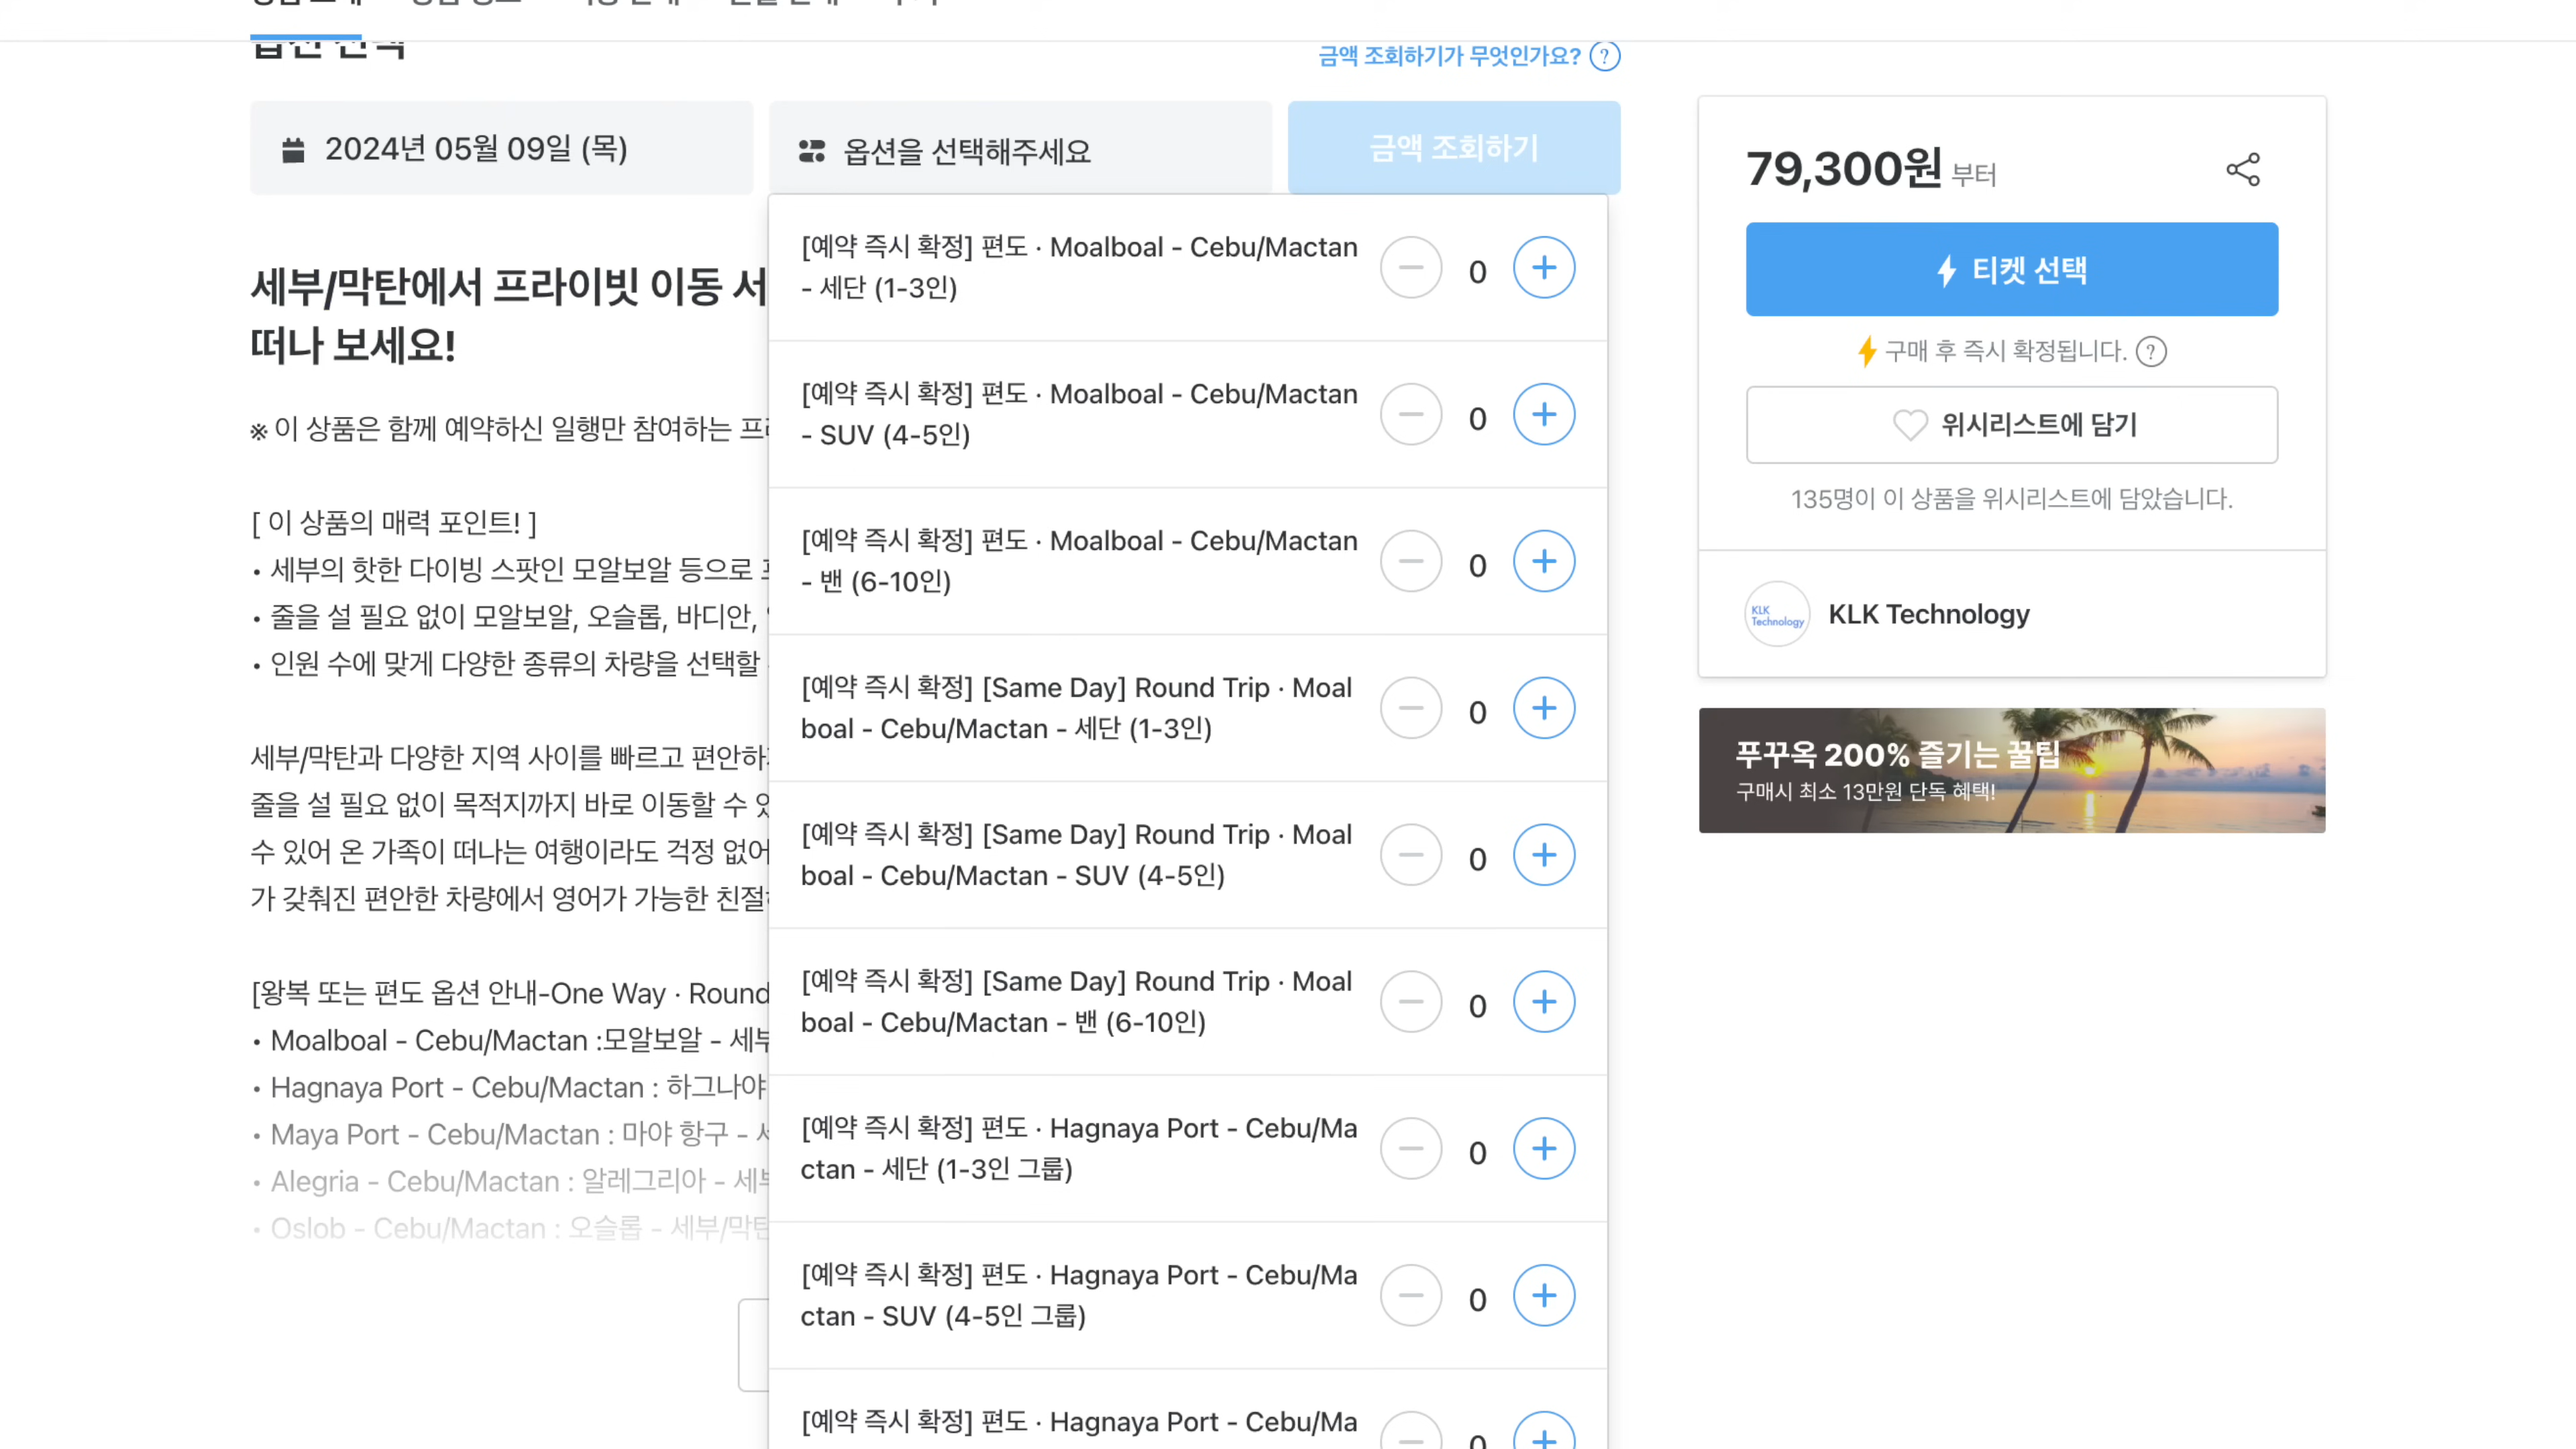 옵션 선택
금액 조회하기가 무엇인가요? ?
2024년 05월 09일 (목)
옵션을 선택해주세요
금액 조회하기
세부/막탄에서 프라이빗 이동 서
떠나 보세요!
※ 이 상품은 함께 예약하신 일행만 참여하는
[ 이 상품의 매력 포인트! ]
• 세부의 핫한 다이빙 스팟인 모알보알 등으로
• 줄을 설 필요 없이 모알보알, 오슬롭, 바디안,
• 인원 수에 맞게 다양한 종류의 차량을 선택할
세부/막탄과 다양한 지역 사이를 빠르고
줄을 설 필요 없이 목적지까지 바로 이동할 수
수 있어 온 가족이 떠나는 여행이라도 걱정
가 갖춰진 편안한 차량에서 영어가 가능한
[왕복 또는 편도 옵션 안내-One Way · Round
• Moalboal - Cebu/Mactan :모알보알 -
• Hagnaya Port - Cebu/Mactan : 하그나야
• Maya Port - Cebu/Mactan : 마야 항구 -
• Alegria - Cebu/Mactan : 알레그리아 -
• Oslob - Cebu/Mactan : 오슬롭 -
[예약 즉시 확정] 편도 · Moalboal - Cebu/Mactan
- 세단 (1-3인)
0
[예약 즉시 확정] 편도 · Moalboal - Cebu/Mactan
- SUV (4-5인)
0
[예약 즉시 확정] 편도 · Moalboal - Cebu/Mactan
- 밴 (6-10인)
0
[예약 즉시 확정] [Same Day] Round Trip · Moal
boal - Cebu/Mactan - 세단 (1-3인)
0
[예약 즉시 확정] [Same Day] Round Trip · Moal
boal - Cebu/Mactan - SUV (4-5인)
0
[예약 즉시 확정] [Same Day] Round Trip · Moal
boal - Cebu/Mactan - 밴 (6-10인)
0
[예약 즉시 확정] 편도 · Hagnaya Port - Cebu/Ma
ctan - 세단 (1-3인 그룹)
0
[예약 즉시 확정] 편도 · Hagnaya Port - Cebu/Ma
ctan - SUV (4-5인 그룹)
0
[예약 즉시 확정] 편도 · Hagnaya Port - Cebu/Ma
0
79,300원 부터
티켓 선택
구매 후 즉시 확정됩니다. ?
위시리스트에 담기
135명이 이 상품을 위시리스트에 담았습니다.
KLK
Technology
KLK Technology
푸꾸옥 200% 즐기는 꿀팁
구매시 최소 13만원 단독 혜택!